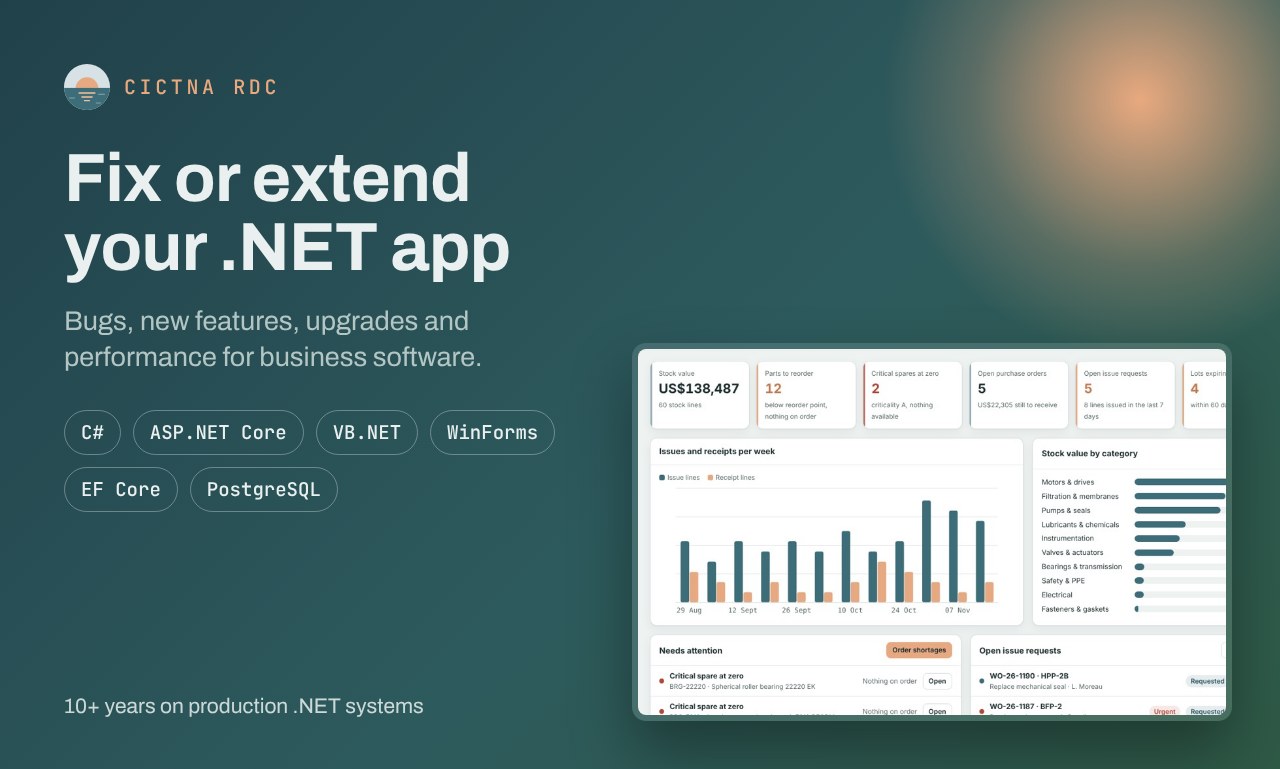 CICTNA RDC
Fix or extend
your .NET app
Bugs, new features, upgrades and
performance for business software.
C# ASP.NET Core VB.NET WinForms
EF Core PostgreSQL
10+ years on production .NET systems
Stock value
US$138,487
60 stock lines
Parts to reorder
12
below reorder point,
nothing on order
Critical spares at zero
2
criticality A, nothing
available
Open purchase orders
5
US$22,305 still to receive
Open issue requests
5
8 lines issued in the last 7
days
Lots expirin
4
within 60 d
Issues and receipts per week
Issue lines Receipt lines
29 Aug 12 Sept 26 Sept 10 Oct 24 Oct 07 Nov
Stock value by category
Motors & drives
Filtration & membranes
Pumps & seals
Lubricants & chemicals
Instrumentation
Valves & actuators
Bearings & transmission
Safety & PPE
Electrical
Fasteners & gaskets
Needs attention Order shortages
Critical spare at zero
BRG-22220 · Spherical roller bearing 22220 EK
Nothing on order Open
Critical spare at zero
Nothing on order Open
Open issue requests
WO-26-1190 · HPP-2B
Replace mechanical seal · L. Moreau
Requested
WO-26-1187 · BFP-2
Urgent Requested